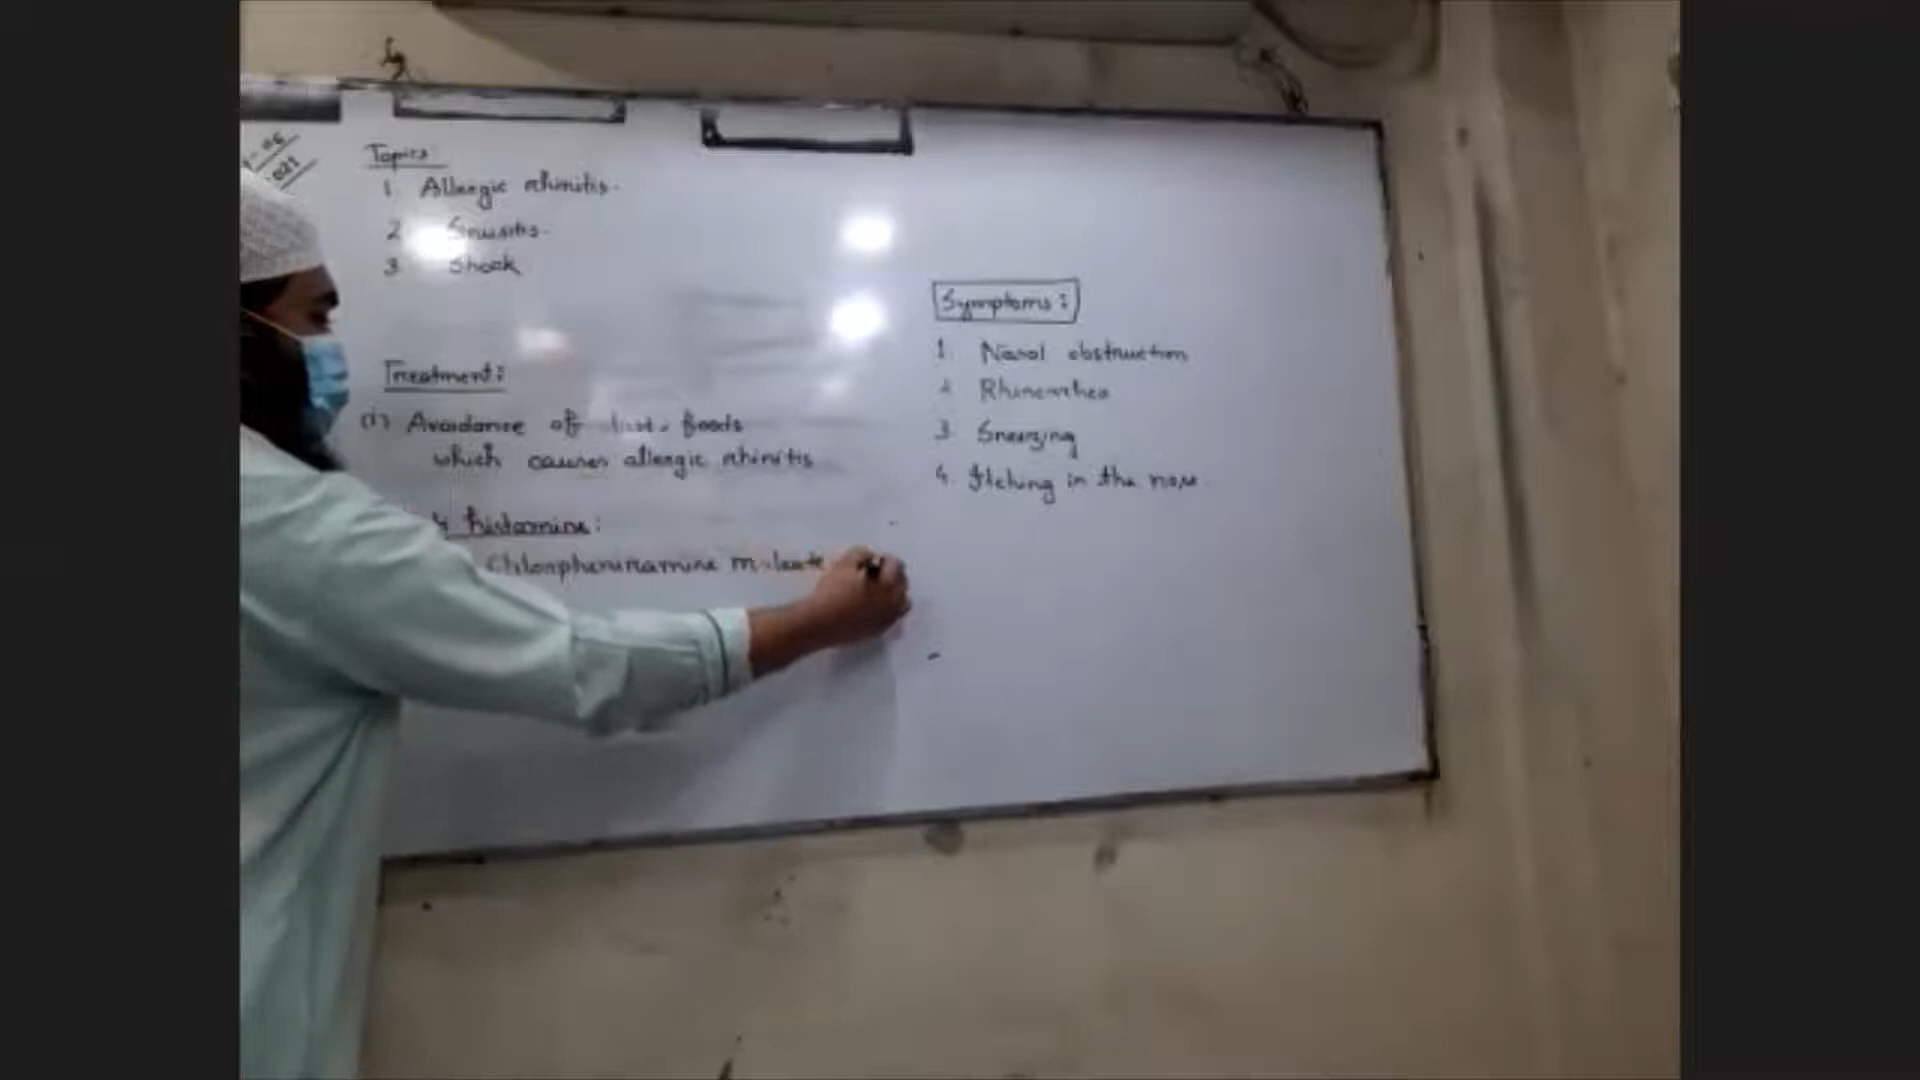 Topics:
1 Allergic rhinitis.
2 Sinusitis.
3 Shock
Treatment:
(1) Avoidance of dust, foods
which causes allergic rhinitis
histamine:
Chlorpheniramine maleate
Symptoms:
1. Nasal obstruction
2 Rhinorrhea
3. Sneezing
4. Itching in the nose